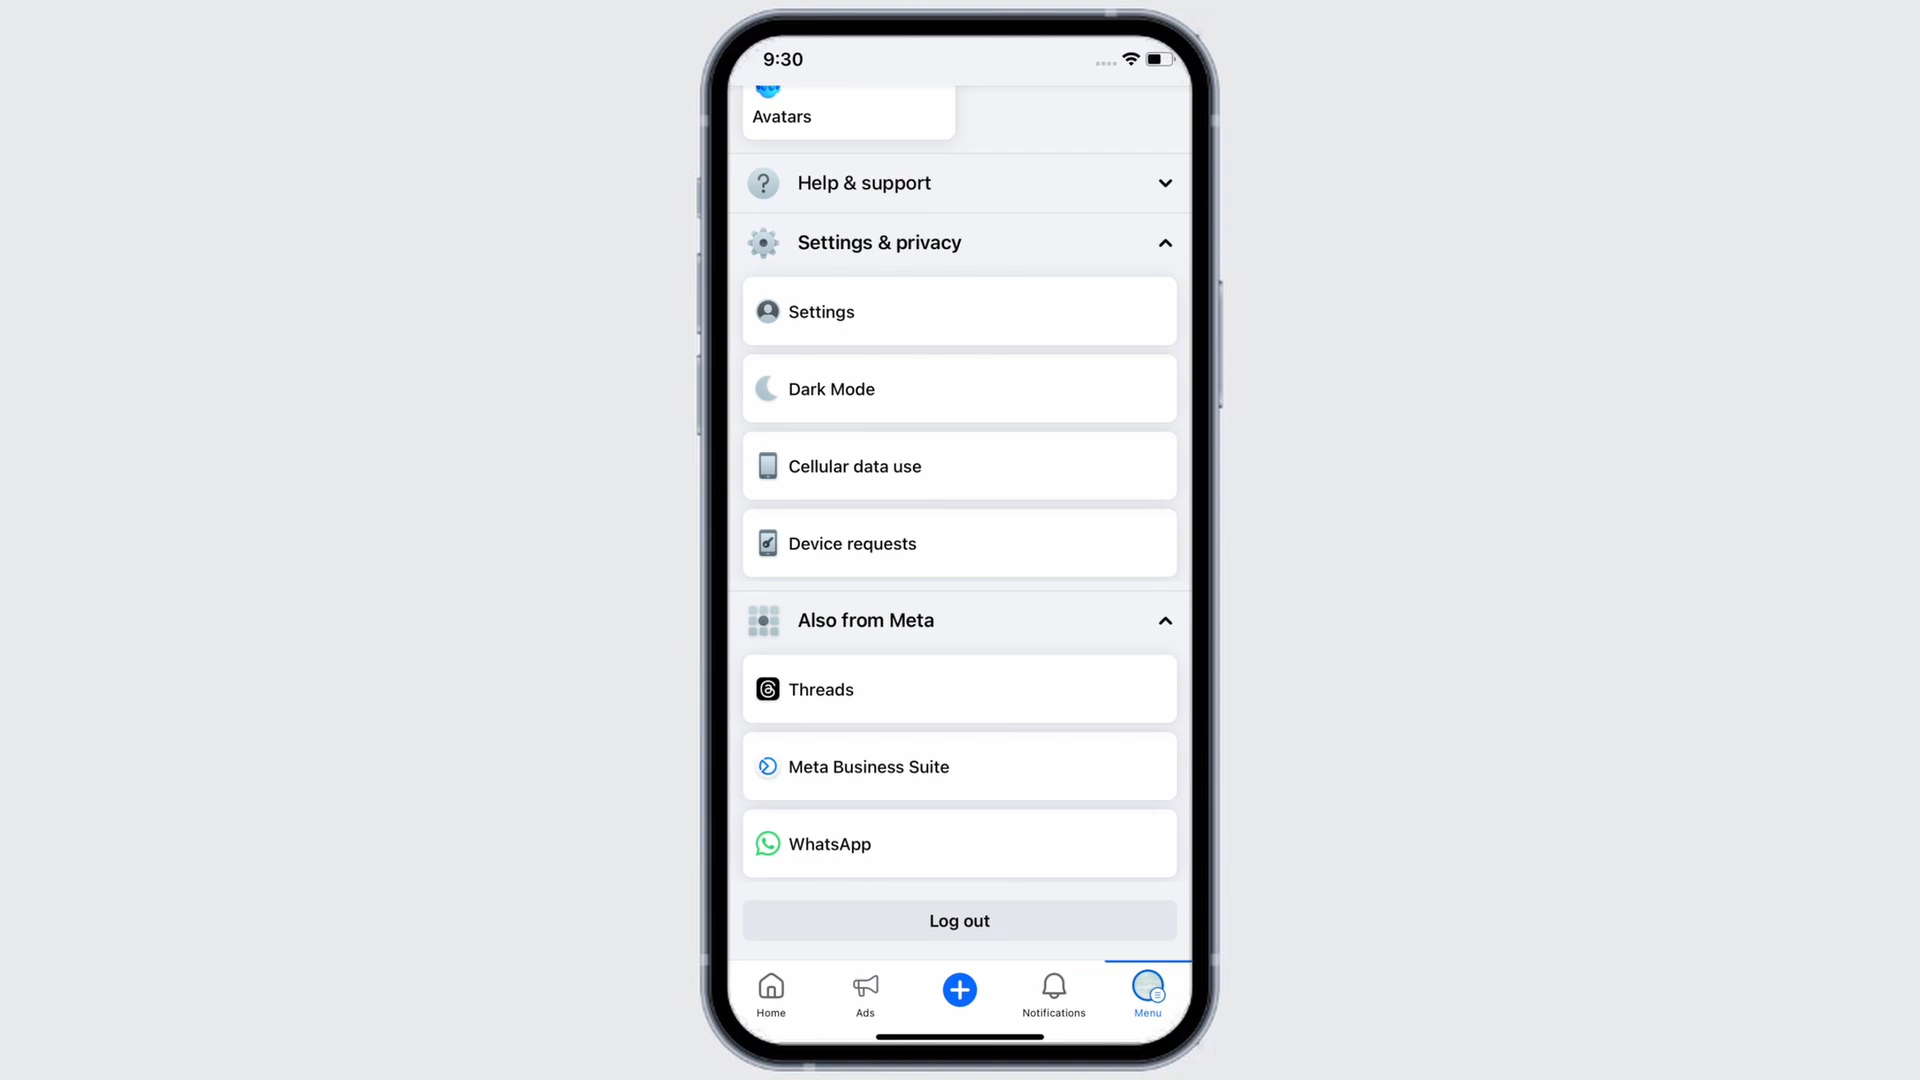 9:30
Avatars
Help & support
Settings & privacy
Settings
Dark Mode
Cellular data use
Device requests
Also from Meta
Threads
Meta Business Suite
WhatsApp
Log out
Home
Ads
Notifications
Menu